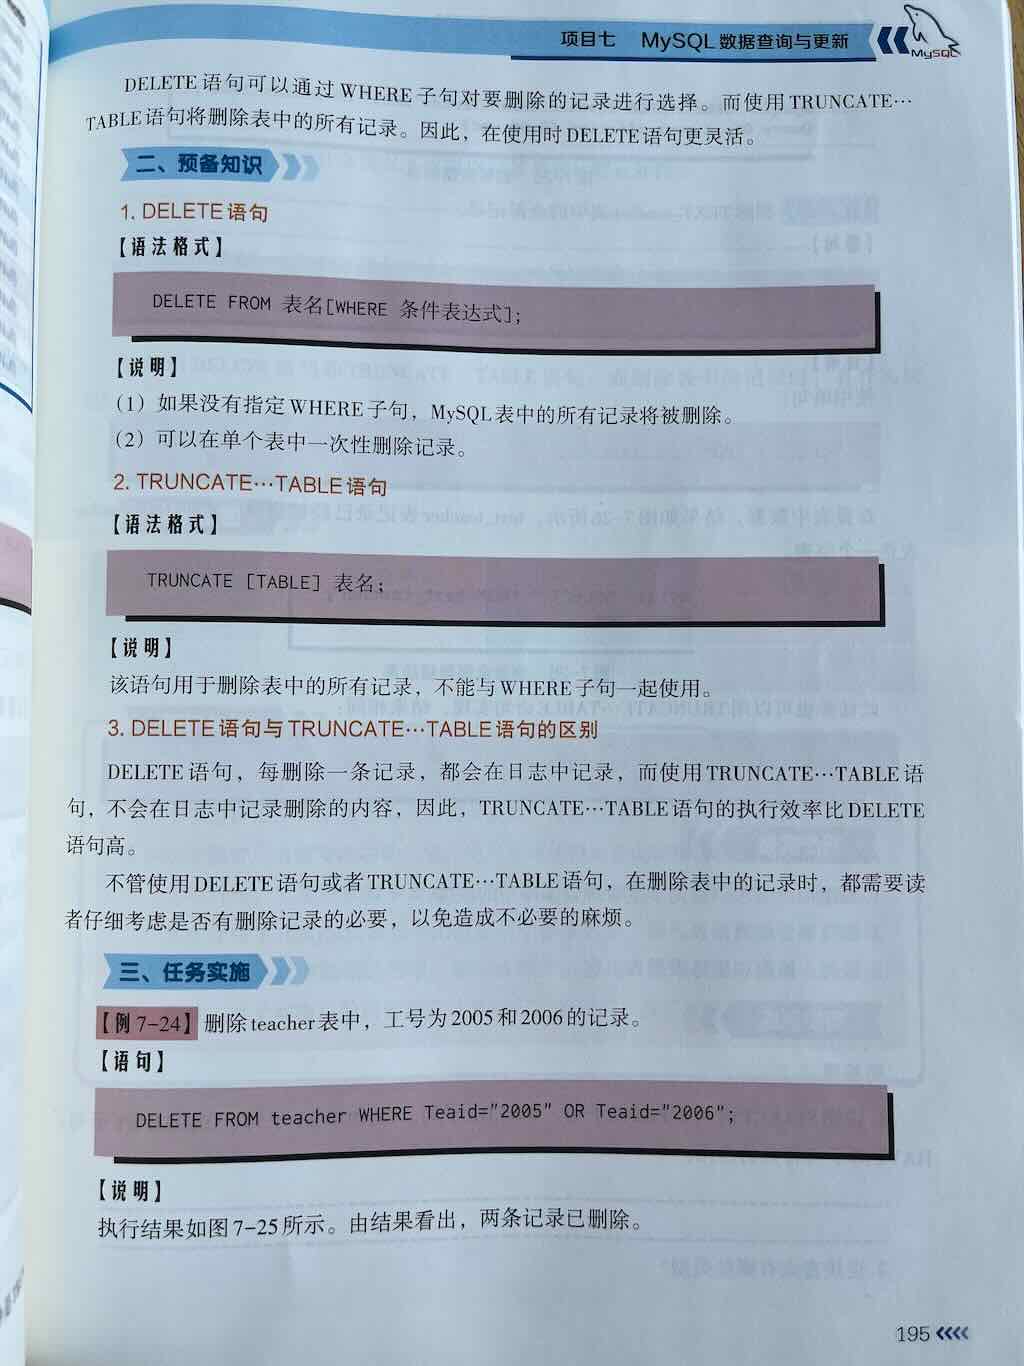 项目七 MySQL数据查询与更新
MySQL
DELETE语句可以通过WHERE子句对要删除的记录进行选择。而使用TRUNCATE…
TABLE语句将删除表中的所有记录。因此，在使用时DELETE语句更灵活。
二、预备知识
1. DELETE语句
【语法格式】
DELETE FROM 表名[WHERE 条件表达式];
【说明】
（1）如果没有指定WHERE子句，MySQL表中的所有记录将被删除。
（2）可以在单个表中一次性删除记录。
2. TRUNCATE…TABLE语句
【语法格式】
TRUNCATE [TABLE] 表名;
【说明】
该语句用于删除表中的所有记录，不能与WHERE子句一起使用。
3. DELETE语句与TRUNCATE…TABLE语句的区别
DELETE语句，每删除一条记录，都会在日志中记录，而使用TRUNCATE…TABLE语
句，不会在日志中记录删除的内容，因此，TRUNCATE…TABLE语句的执行效率比DELETE
语句高。
不管使用DELETE语句或者TRUNCATE…TABLE语句，在删除表中的记录时，都需要读
者仔细考虑是否有删除记录的必要，以免造成不必要的麻烦。
三、任务实施
【例7-24】删除teacher表中，工号为2005和2006的记录。
【语句】
DELETE FROM teacher WHERE Teaid="2005" OR Teaid="2006";
【说明】
执行结果如图7-25所示。由结果看出，两条记录已删除。
195